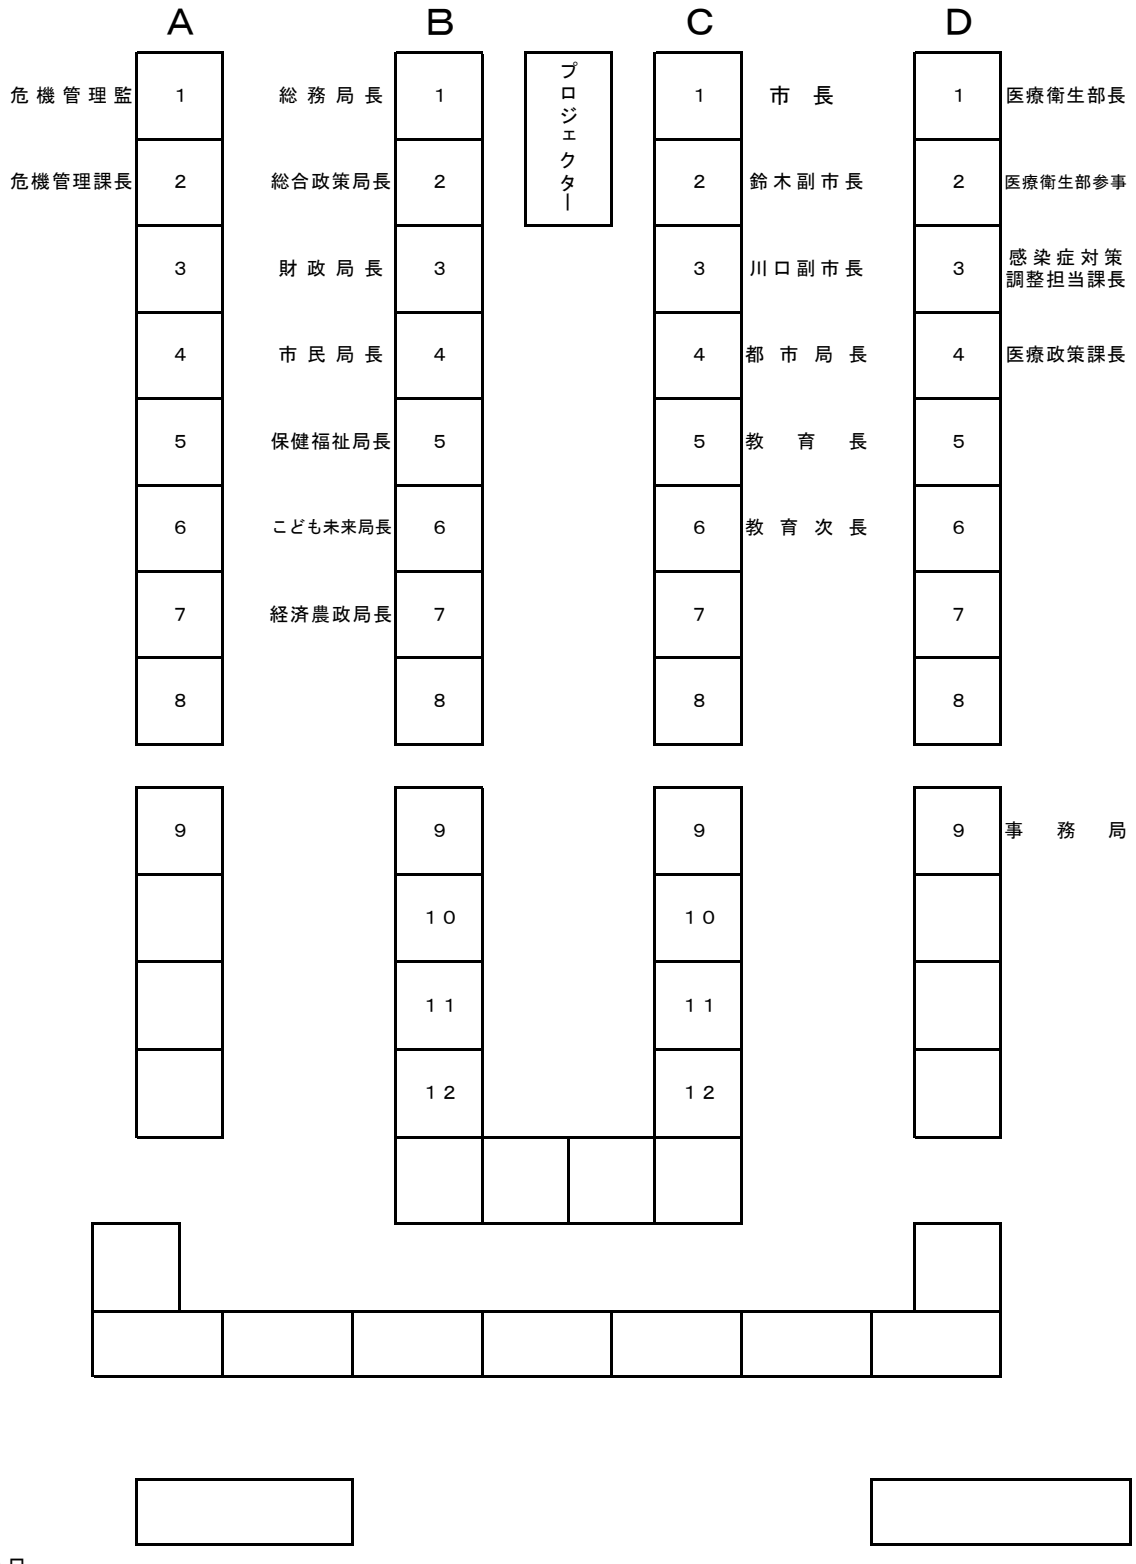 A B C D
プロジェクター
危機管理監 1 総務局長 1 1 市長 1 医療衛生部長
危機管理課長 2 総合政策局長 2 2 鈴木副市長 2 医療衛生部参事
3 財政局長 3 3 川口副市長 3 感染症対策
調整担当課長
4 市民局長 4 4 都市局長 4 医療政策課長
5 保健福祉局長 5 5 教育長 5
6 こども未来局長 6 6 教育次長 6
7 経済農政局長 7 7 7
8 8 8 8
9 9 9 9 事務局
10 10
11 11
12 12